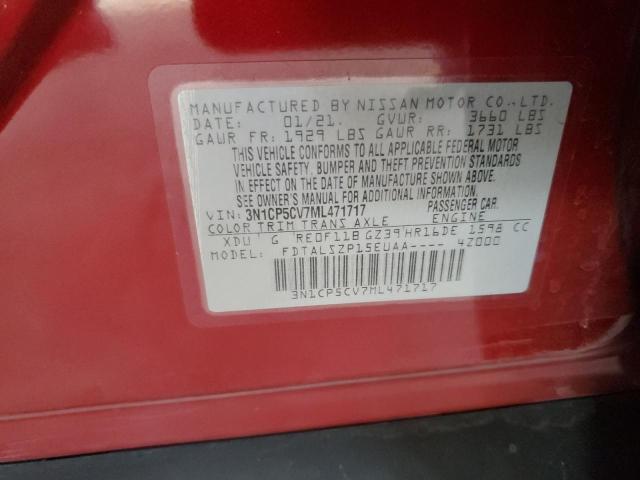 MANUFACTURED BY NISSAN MOTOR CO., LTD.
DATE: 01/21. GVWR: 3660 LBS
GAWR FR: 1929 LBS GAWR RR: 1731 LBS
THIS VEHICLE CONFORMS TO ALL APPLICABLE FEDERAL MOTOR
VEHICLE SAFETY, BUMPER AND THEFT PREVENTION STANDARDS
IN EFFECT ON THE DATE OF MANUFACTURE SHOWN ABOVE.
SEE OWNER'S MANUAL FOR ADDITIONAL INFORMATION.
VIN: 3N1CP5CV7ML471717 PASSENGER CAR.
COLOR TRIM TRANS AXLE ENGINE
XDU G RE0F11B GZ39 HR16DE 1598 CC
FDTALSZP15EUAA---- 4Z000
3N1CP5CV7ML471717